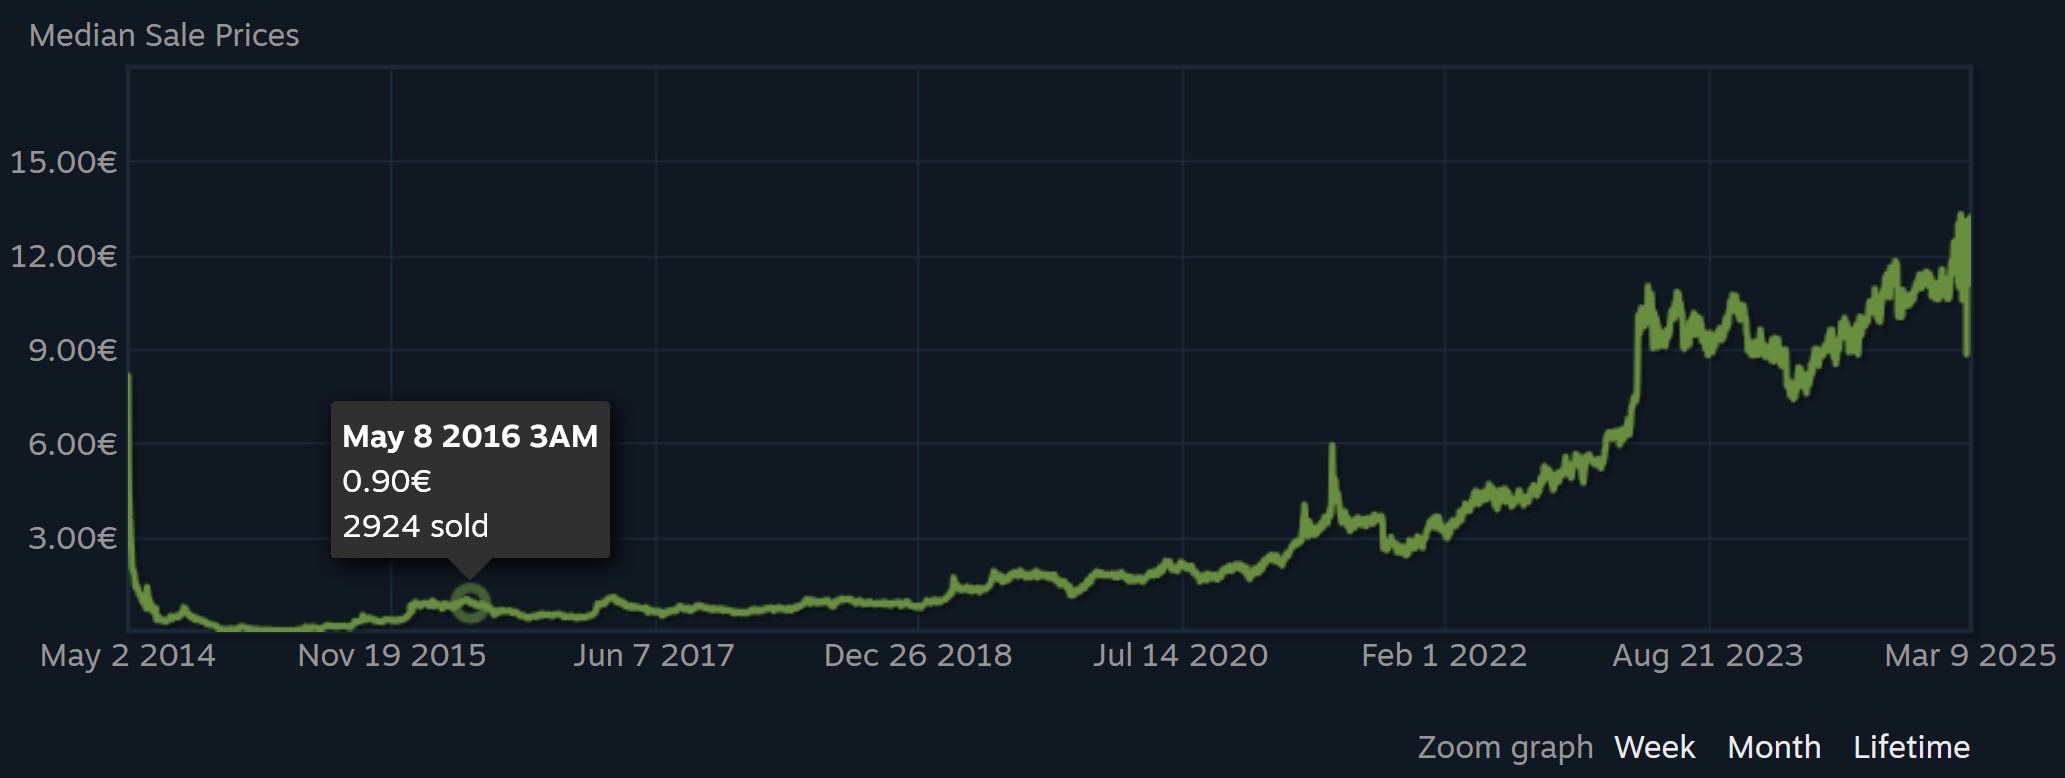 Median Sale Prices
15.00€
12.00€
9.00€
May 8 2016 3AM
6.00€
0.90€
2924 sold
3.00€
May 2 2014 Nov 19 2015 Jun 7 2017 Dec 26 2018 Jul 14 2020 Feb 1 2022 Aug 21 2023 Mar 9 2025
Zoom graph Week Month Lifetime